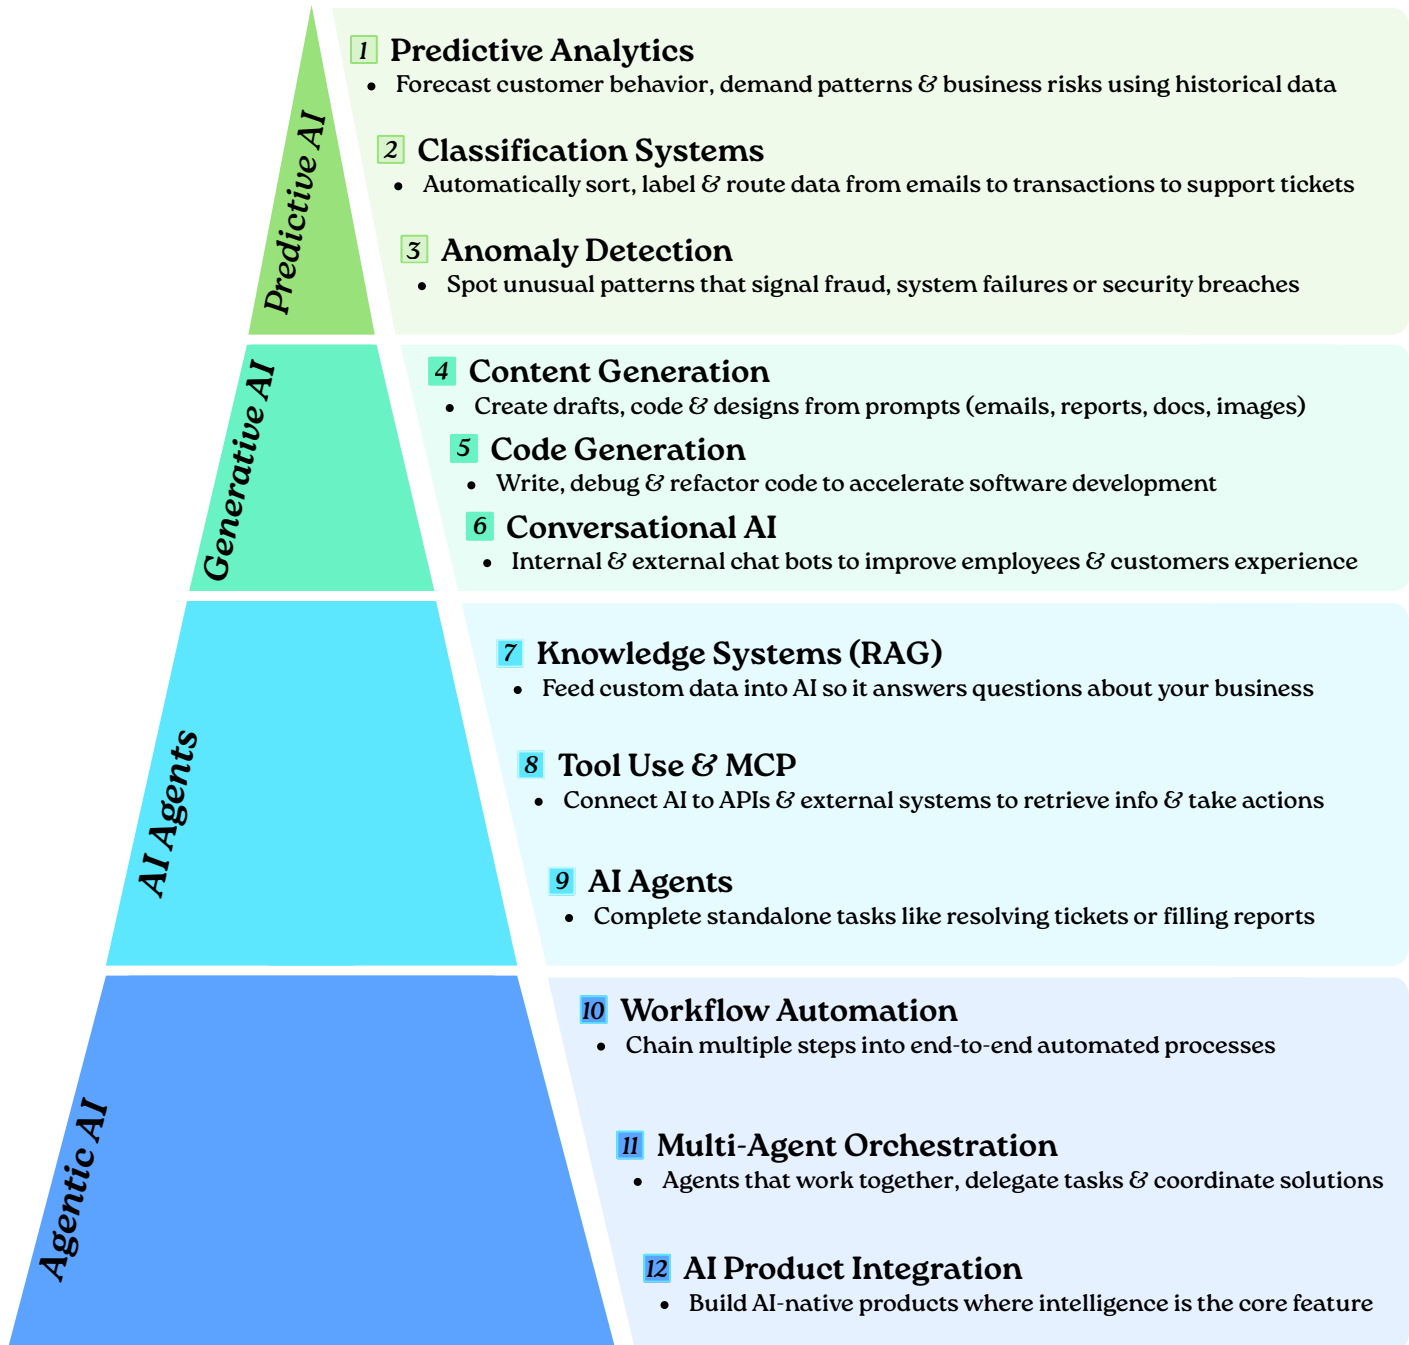 Predictive AI
1 Predictive Analytics
• Forecast customer behavior, demand patterns & business risks using historical data
2 Classification Systems
• Automatically sort, label & route data from emails to transactions to support tickets
3 Anomaly Detection
• Spot unusual patterns that signal fraud, system failures or security breaches
Generative AI
4 Content Generation
• Create drafts, code & designs from prompts (emails, reports, docs, images)
5 Code Generation
• Write, debug & refactor code to accelerate software development
6 Conversational AI
• Internal & external chat bots to improve employees & customers experience
AI Agents
7 Knowledge Systems (RAG)
• Feed custom data into AI so it answers questions about your business
8 Tool Use & MCP
• Connect AI to APIs & external systems to retrieve info & take actions
9 AI Agents
• Complete standalone tasks like resolving tickets or filling reports
Agentic AI
10 Workflow Automation
• Chain multiple steps into end-to-end automated processes
11 Multi-Agent Orchestration
• Agents that work together, delegate tasks & coordinate solutions
12 AI Product Integration
• Build AI-native products where intelligence is the core feature